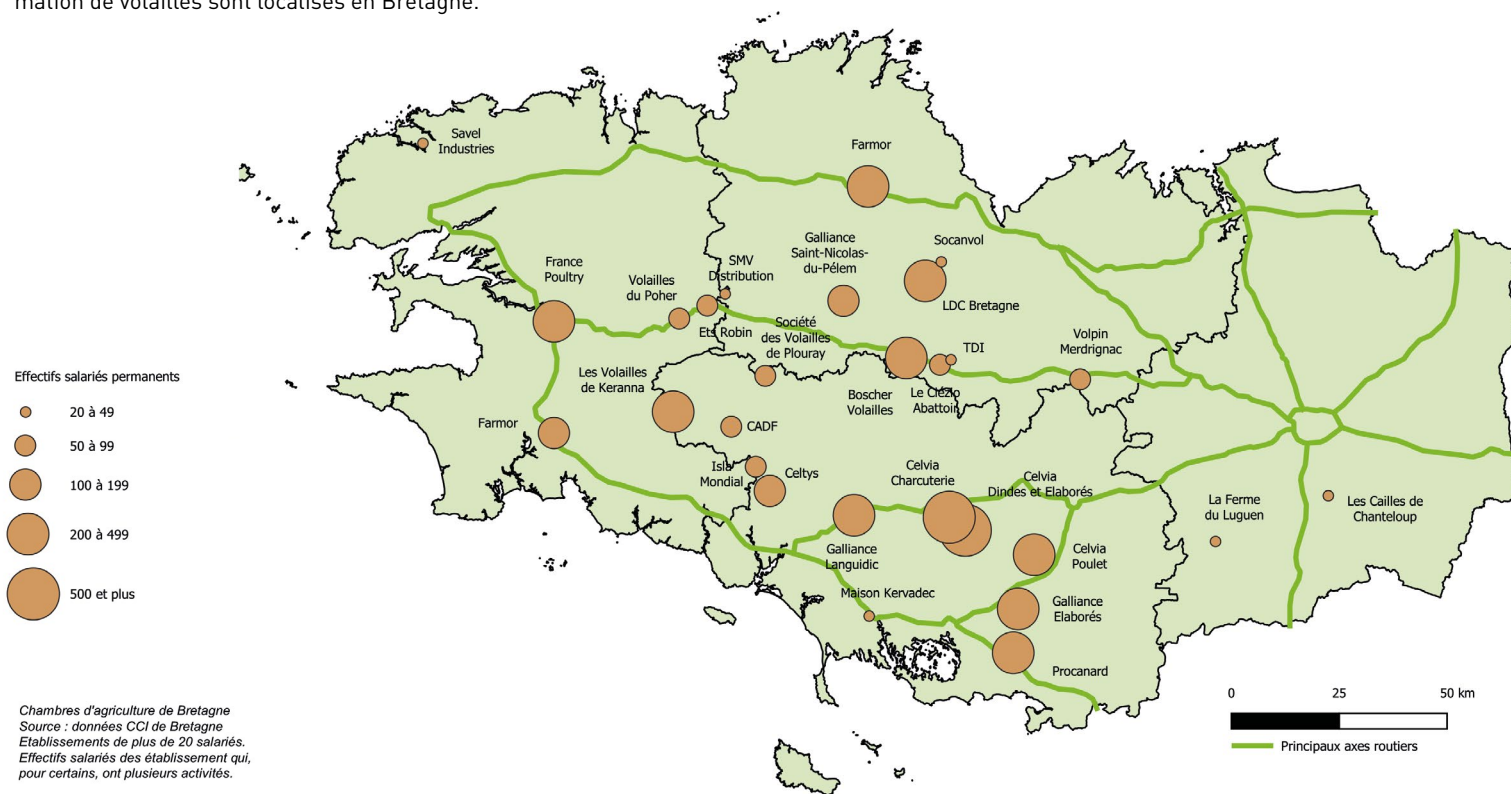 mation de volailles sont localisés en Bretagne.
Savel
Industries
Farmor
Galliance
Saint-Nicolas-
du-Pélem
Socanvol
France
Poultry
Volailles
du Poher
SMV
Distribution
LDC Bretagne
Ets Robin
Société
des Volailles
de Plouray
TDI
Volpin
Merdrignac
Effectifs salariés permanents
20 à 49
50 à 99
100 à 199
200 à 499
500 et plus
Les Volailles
de Keranna
Boscher
Volailles
Le Clézio
Abattoir
Farmor
CADF
Isla
Mondial
Celtys
Celvia
Charcuterie
Celvia
Dindes et Elaborés
La Ferme
du Luguen
Les Cailles de
Chanteloup
Galliance
Languidic
Celvia
Poulet
Maison Kervadec
Galliance
Elaborés
Procanard
0 25 50 km
Principaux axes routiers
Chambres d'agriculture de Bretagne
Source : données CCI de Bretagne
Etablissements de plus de 20 salariés.
Effectifs salariés des établissement qui,
pour certains, ont plusieurs activités.